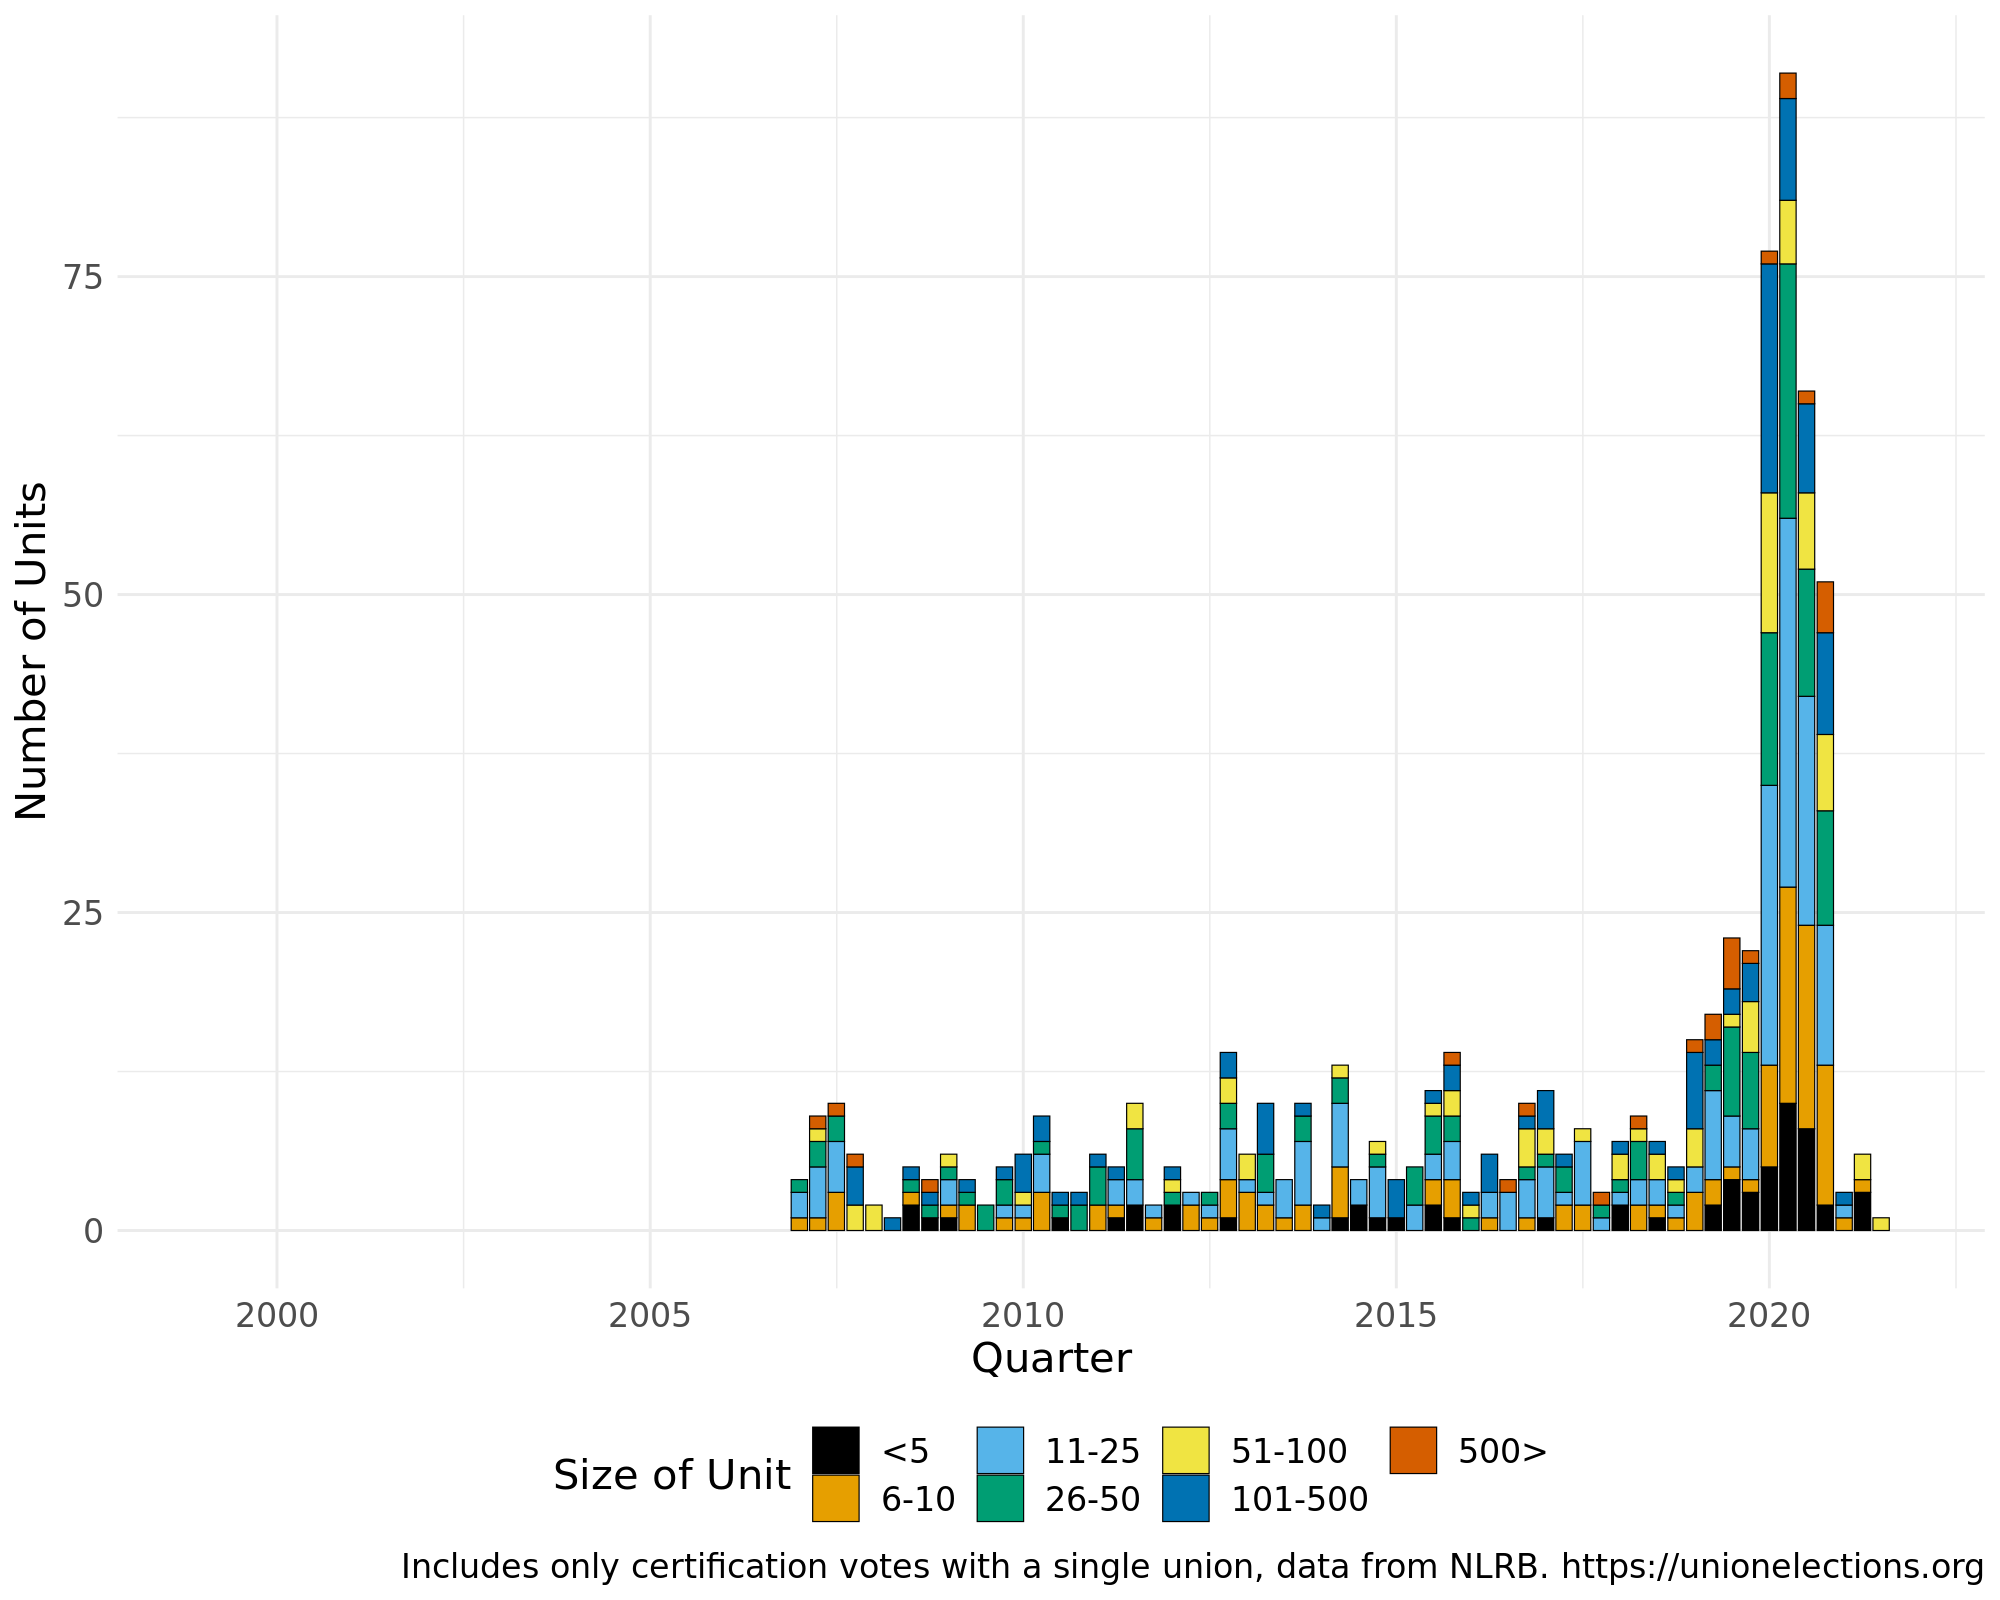 75
50
25
0
Number of Units
2000 2005 2010 2015 2020
Quarter
Size of Unit
<5 11-25 51-100 500>
6-10 26-50 101-500
Includes only certification votes with a single union, data from NLRB. https://unionelections.org